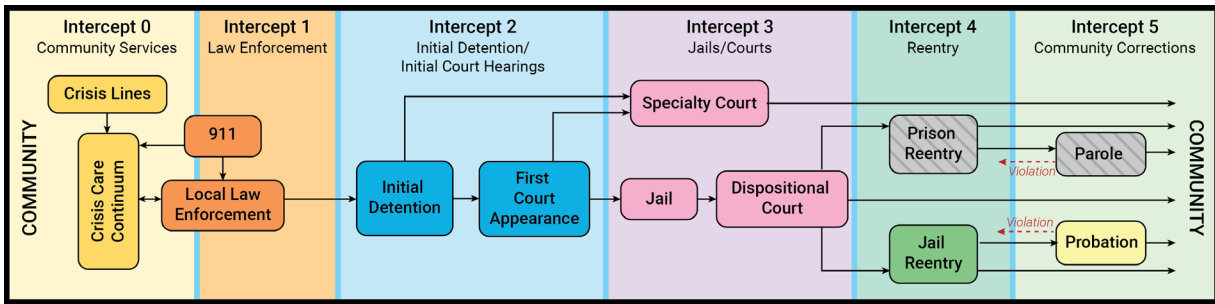 Intercept 0
Community Services
Intercept 1
Law Enforcement
Intercept 2
Initial Detention/
Initial Court Hearings
Intercept 3
Jails/Courts
Intercept 4
Reentry
Intercept 5
Community Corrections
COMMUNITY
Crisis Lines
Crisis Care
Continuum
911
Local Law
Enforcement
Initial
Detention
First
Court
Appearance
Specialty Court
Jail
Dispositional
Court
Prison
Reentry
Violation
Parole
Jail
Reentry
Violation
Probation
COMMUNITY